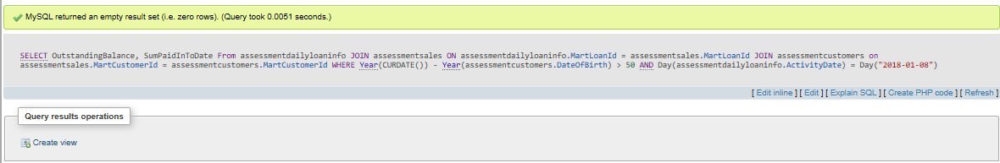 MySQL returned an empty result set (i.e. zero rows). (Query took 0.0051 seconds.)
SELECT OutstandingBalance, SumPaidInToDate From assessmentdailyloaninfo JOIN assessmentsales ON assessmentdailyloaninfo.MartLoanId = assessmentsales.MartLoanId JOIN assessmentcustomers on
assessmentsales.MartCustomerId = assessmentcustomers.MartCustomerId WHERE Year(CURDATE()) - Year(assessmentcustomers.DateOfBirth) > 50 AND Day(assessmentdailyloaninfo.ActivityDate) = Day("2018-01-08")
[ Edit inline ] [ Edit ] [ Explain SQL ] [ Create PHP code ] [ Refresh ]
Query results operations
Create view